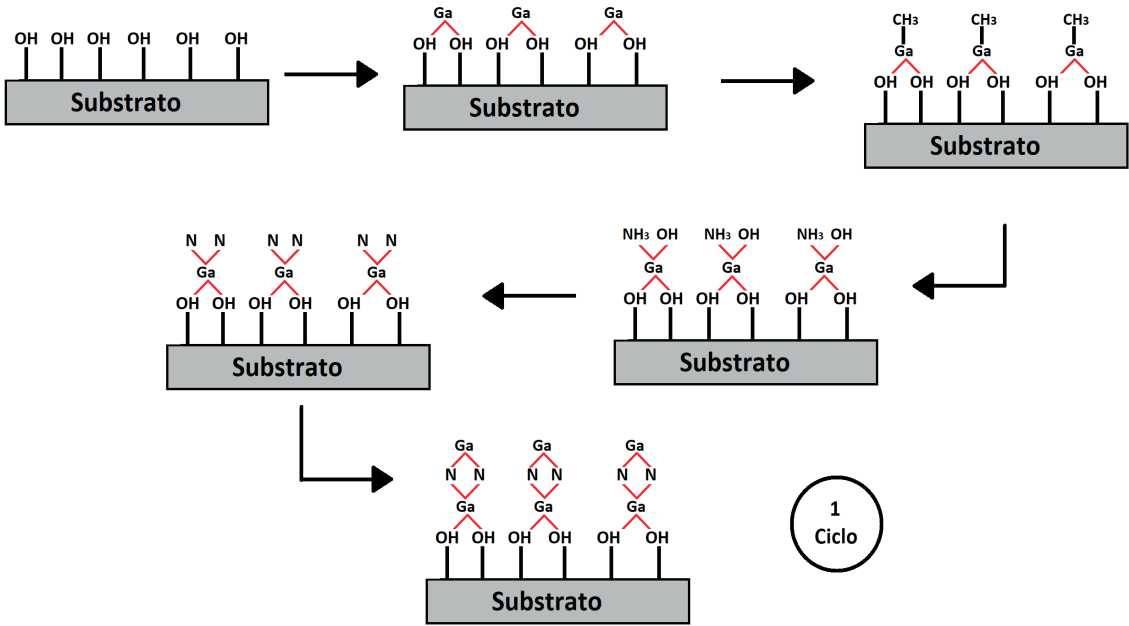 OH OH OH OH OH OH
Substrato
Ga Ga Ga
OH OH OH OH OH OH
Substrato
CH3 CH3 CH3
Ga Ga Ga
OH OH OH OH OH OH
Substrato
NH3 OH NH3 OH NH3 OH
Ga Ga Ga
OH OH OH OH OH OH
Substrato
N N N N N N
Ga Ga Ga
OH OH OH OH OH OH
Substrato
Ga Ga Ga
N N N N N N
Ga Ga Ga
OH OH OH OH OH OH
Substrato
1
Ciclo